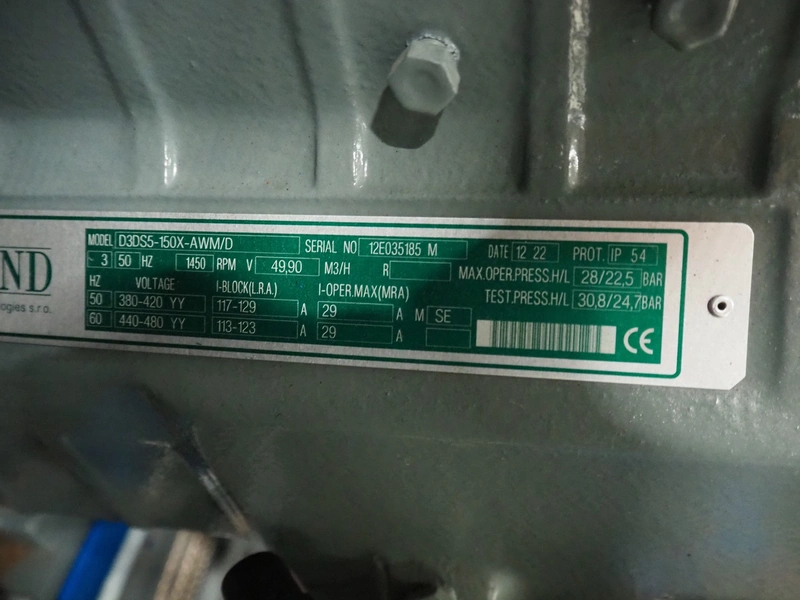 ND
ogies s.r.o.
MODEL D3DS5-150X-AWM/D SERIAL NO 12E035185 M DATE 12 22 PROT. IP 54
~ 3 50 HZ 1450 RPM V 49,90 M3/H R MAX.OPER.PRESS.H/L 28/22,5 BAR
HZ VOLTAGE I-BLOCK(L.R.A.) I-OPER.MAX(MRA) TEST.PRESS.H/L 30.8/24,7 BAR
50 380-420 YY 117-129 A 29 A M SE
60 440-480 YY 113-123 A 29 A CE